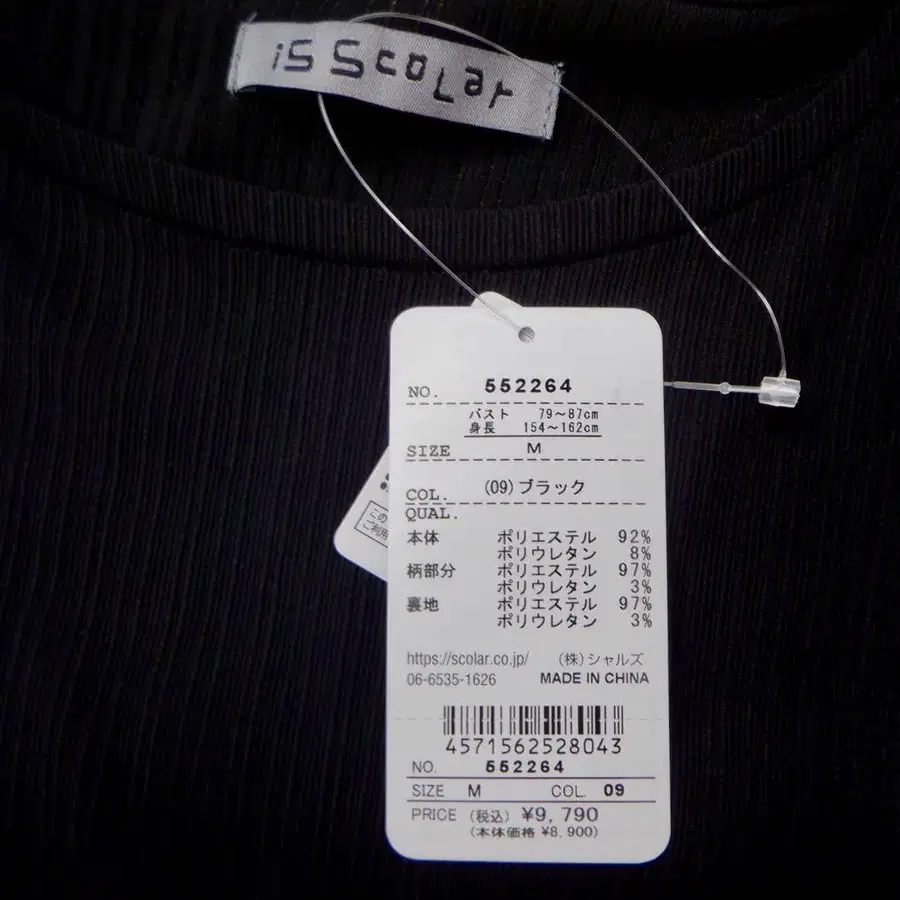 is Scolar
NO. 552264
バスト 79~87cm
身長 154~162cm
SIZE M
COL. (09)ブラック
QUAL.
本体 ポリエステル 92%
ポリウレタン 8%
柄部分 ポリエステル 97%
ポリウレタン 3%
裏地 ポリエステル 97%
ポリウレタン 3%
この
ご利用
https://scolar.co.jp/ (株)シャルズ
06-6535-1626 MADE IN CHINA
4571562528043
NO. 552264
SIZE M COL. 09
PRICE (税込) ¥9,790
(本体価格 ¥8,900)